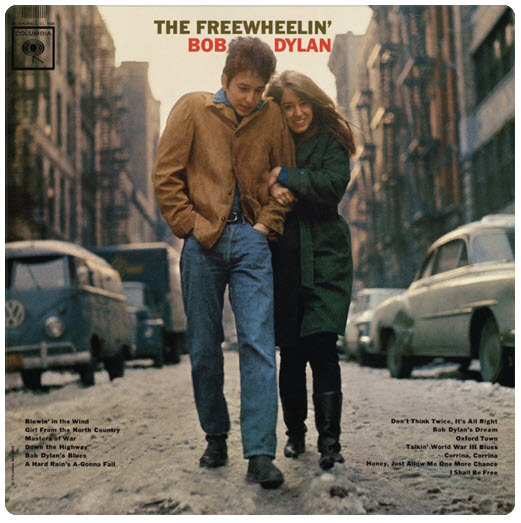 COLUMBIA
THE FREEWHEELIN'
BOB DYLAN
Blowin' In the Wind
Girl From the North Country
Masters of War
Down the Highway
Bob Dylan's Blues
A Hard Rain's A-Gonna Fall
Don't Think Twice, It's All Right
Bob Dylan's Dream
Oxford Town
Talkin' World War III Blues
Corrina, Corrina
Honey, Just Allow Me One More Chance
I Shall Be Free